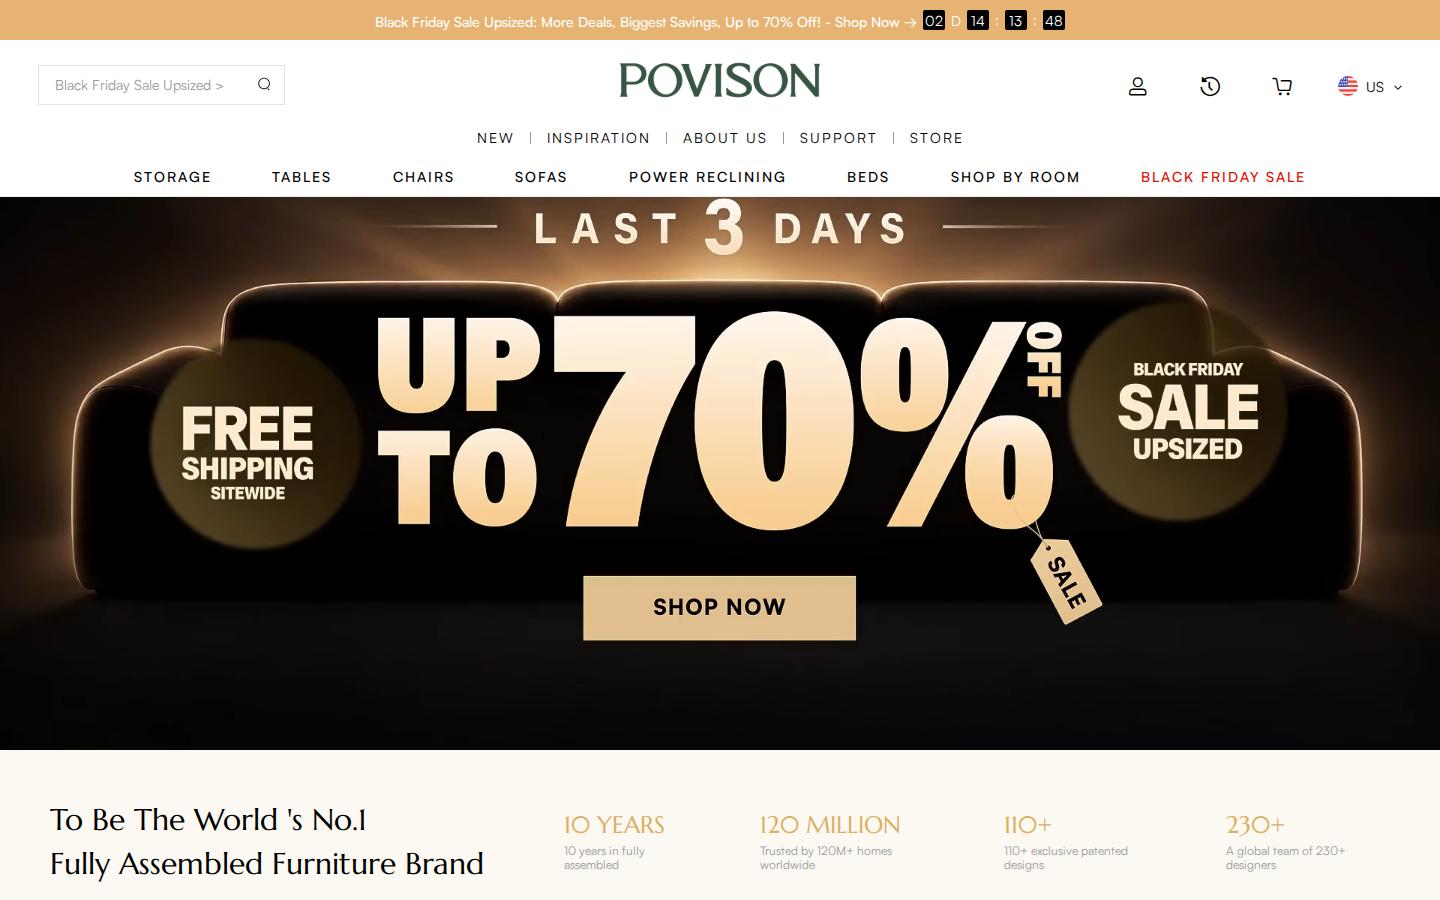 Black Friday Sale Upsized: More Deals, Biggest Savings, Up to 70% Off! - Shop Now → 02 D 14 : 13 : 48
Black Friday Sale Upsized >
POVISON
US
NEW | INSPIRATION | ABOUT US | SUPPORT | STORE
STORAGE TABLES CHAIRS SOFAS POWER RECLINING BEDS SHOP BY ROOM BLACK FRIDAY SALE
LAST 3 DAYS
UP TO 70% OFF
FREE
SHIPPING
SITEWIDE
BLACK FRIDAY
SALE
UPSIZED
SALE
SHOP NOW
To Be The World 's No.1
Fully Assembled Furniture Brand
10 YEARS
10 years in fully
assembled
120 MILLION
Trusted by 120M+ homes
worldwide
110+
110+ exclusive patented
designs
230+
A global team of 230+
designers